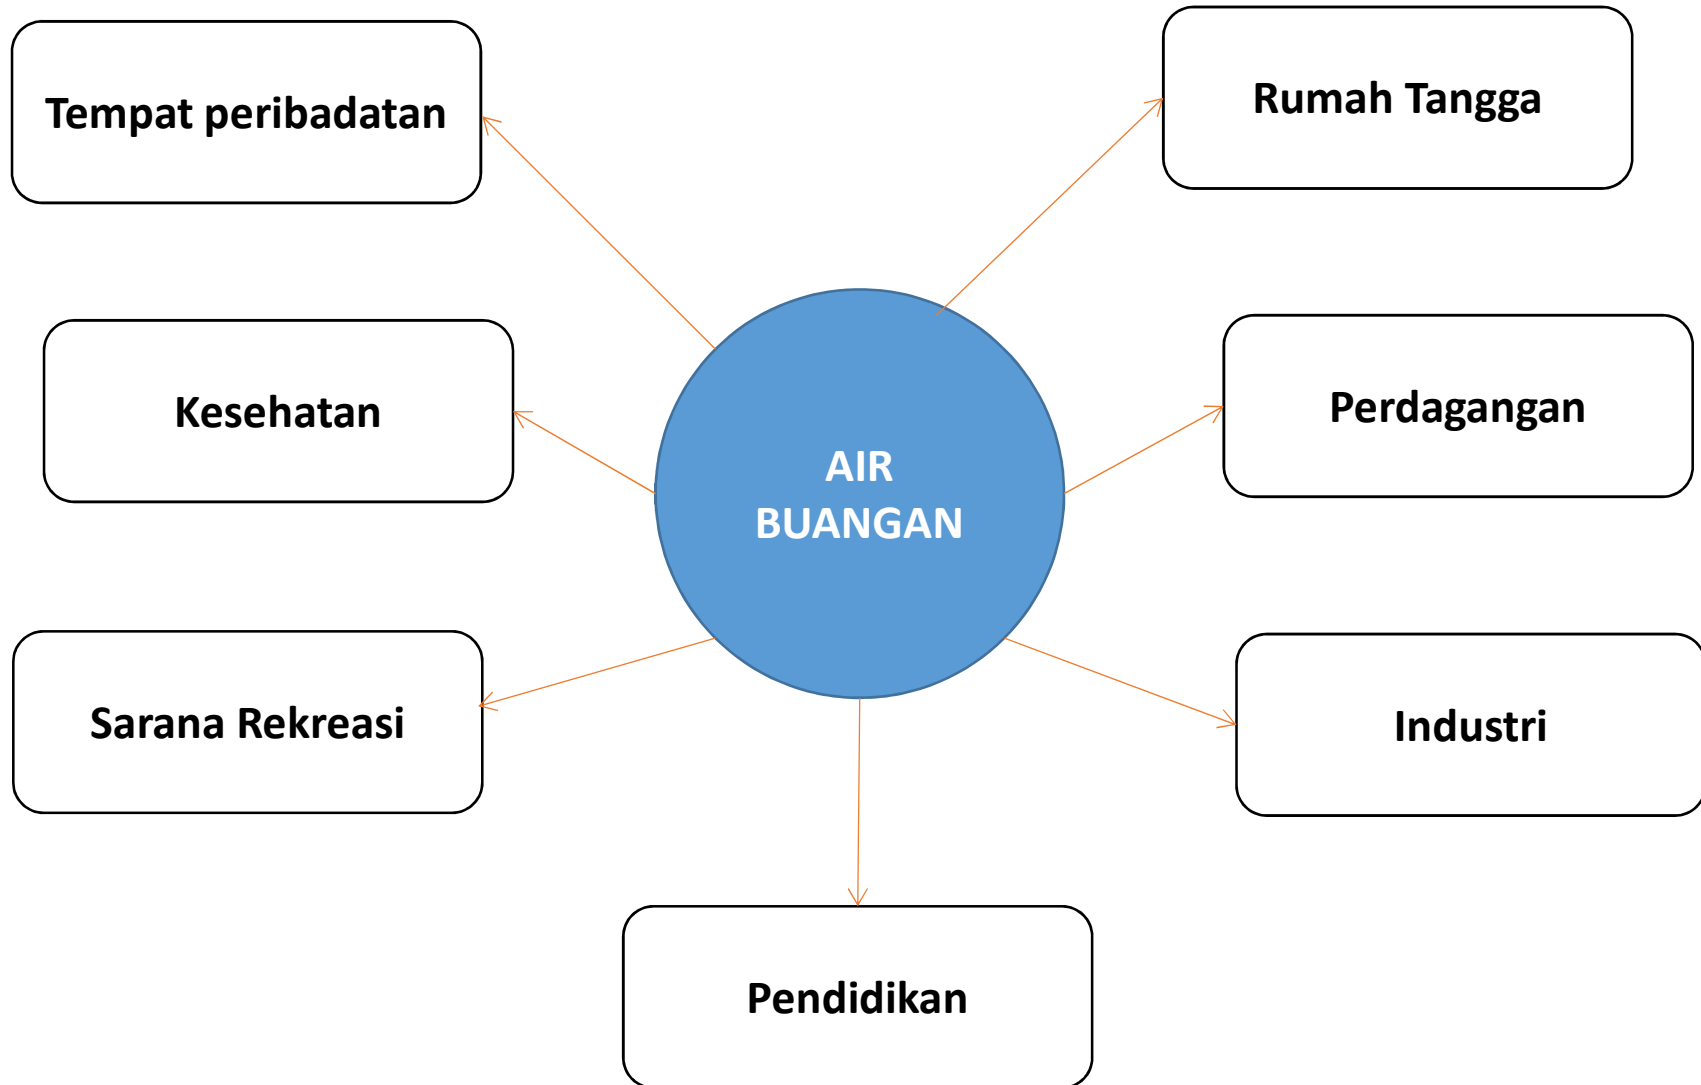 Tempat peribadatan
Rumah Tangga
Kesehatan
Perdagangan
AIR
BUANGAN
Sarana Rekreasi
Industri
Pendidikan